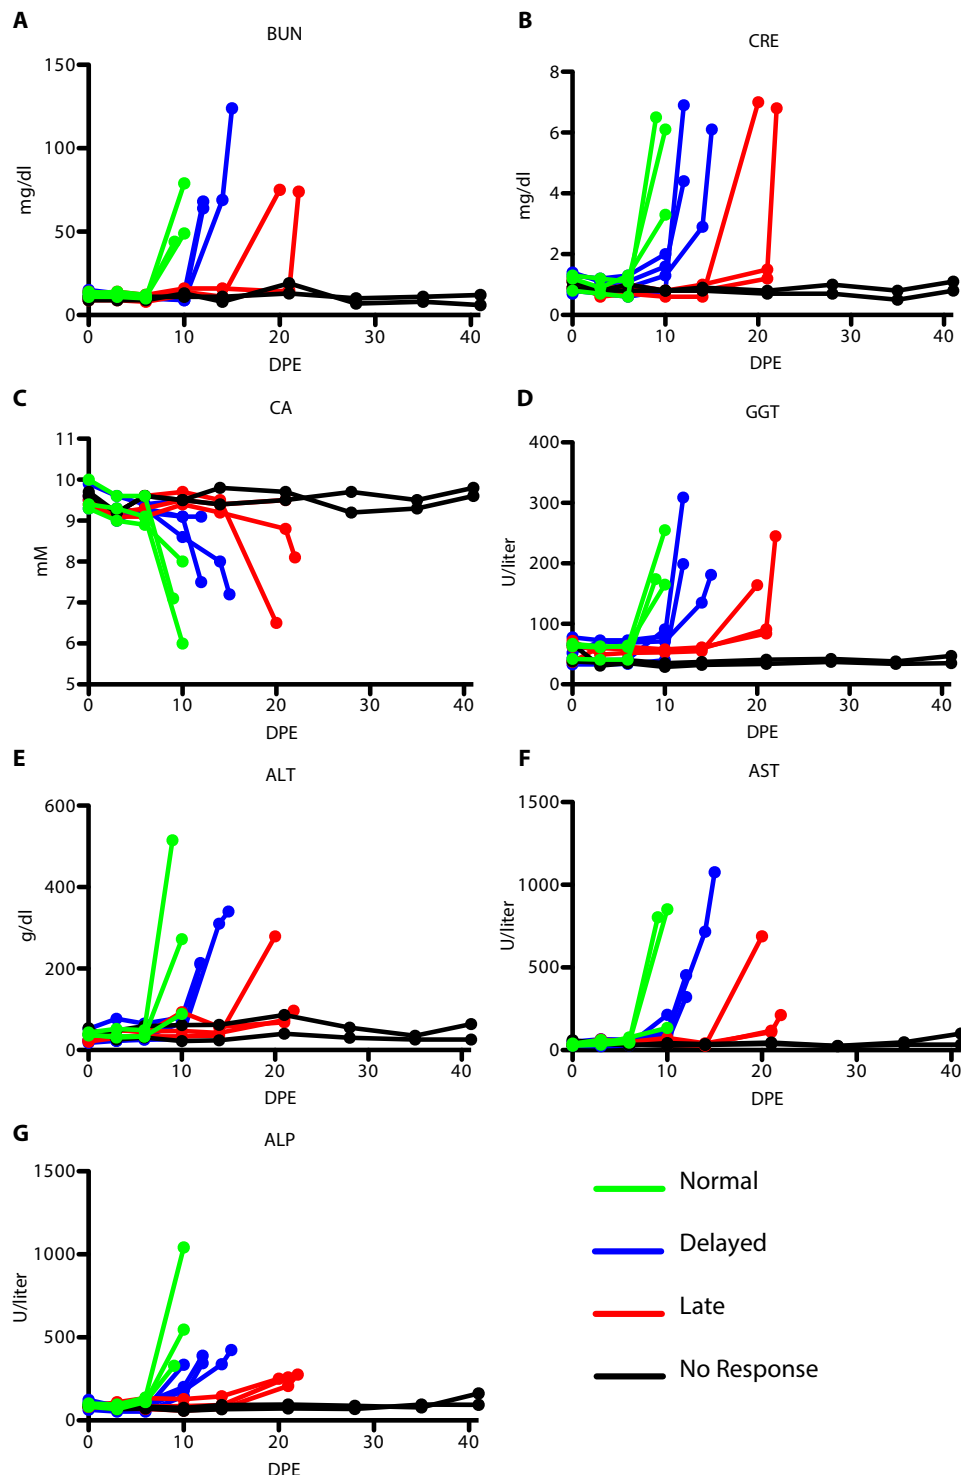 A
BUN
150
100
50
0
mg/dl
0 10 20 30 40
DPE
B
CRE
8
6
4
2
0
mg/dl
0 10 20 30 40
DPE
C
CA
11
10
9
8
7
6
5
mM
0 10 20 30 40
DPE
D
GGT
400
300
200
100
0
U/liter
0 10 20 30 40
DPE
E
ALT
600
400
200
0
g/dl
0 10 20 30 40
DPE
F
AST
1500
1000
500
0
U/liter
0 10 20 30 40
DPE
G
ALP
1500
1000
500
0
U/liter
0 10 20 30 40
DPE
Normal
Delayed
Late
No Response